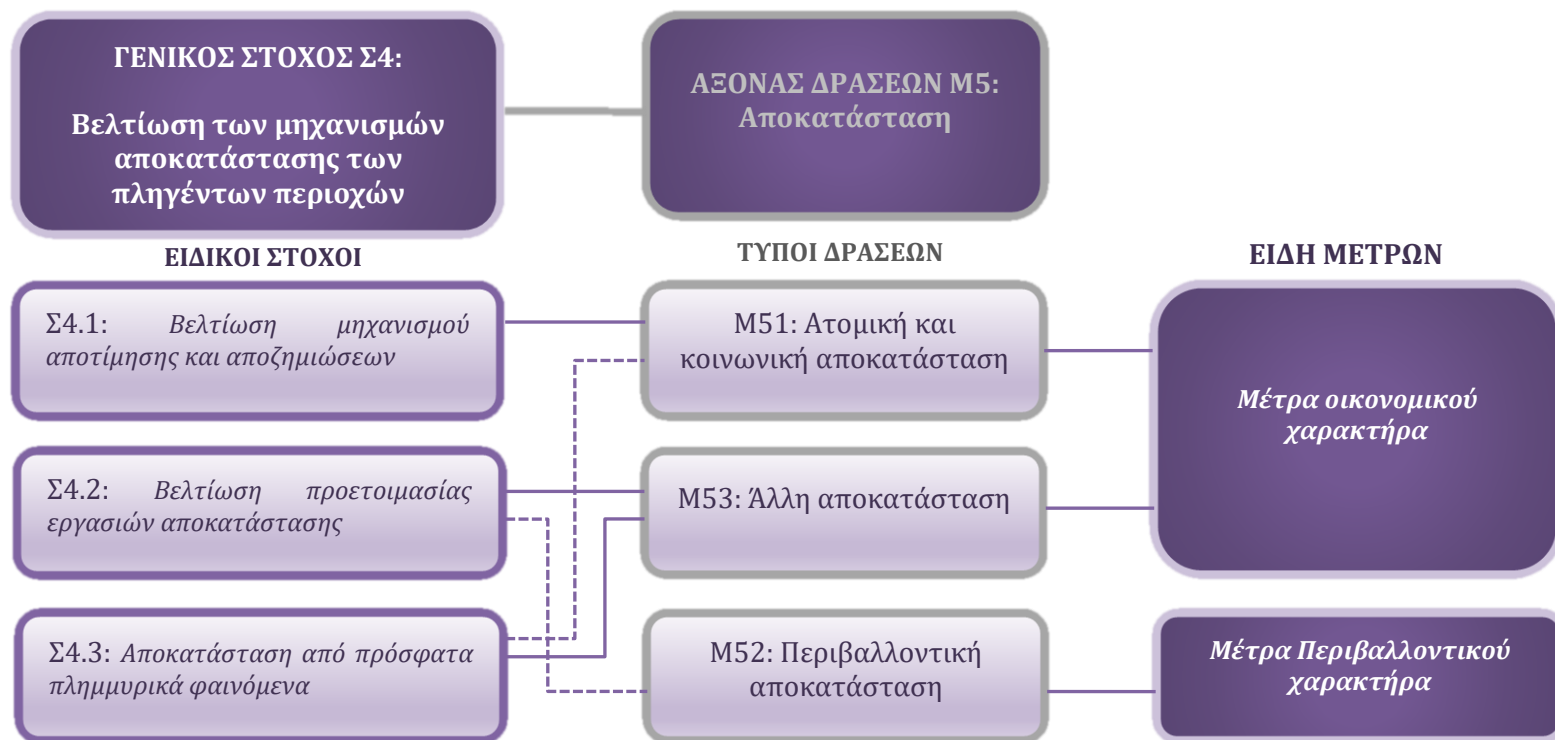 ΓΕΝΙΚΟΣ ΣΤΟΧΟΣ Σ4:
Βελτίωση των μηχανισμών
αποκατάστασης των
πληγέντων περιοχών
ΑΞΟΝΑΣ ΔΡΑΣΕΩΝ Μ5:
Αποκατάσταση
ΕΙΔΙΚΟΙ ΣΤΟΧΟΙ
ΤΥΠΟΙ ΔΡΑΣΕΩΝ
ΕΙΔΗ ΜΕΤΡΩΝ
Σ4.1: Βελτίωση μηχανισμού
αποτίμησης και αποζημιώσεων
Μ51: Ατομική και
κοινωνική αποκατάσταση
Μέτρα οικονομικού
χαρακτήρα
Σ4.2: Βελτίωση προετοιμασίας
εργασιών αποκατάστασης
Μ53: Άλλη αποκατάσταση
Σ4.3: Αποκατάσταση από πρόσφατα
πλημμυρικά φαινόμενα
Μ52: Περιβαλλοντική
αποκατάσταση
Μέτρα Περιβαλλοντικού
χαρακτήρα